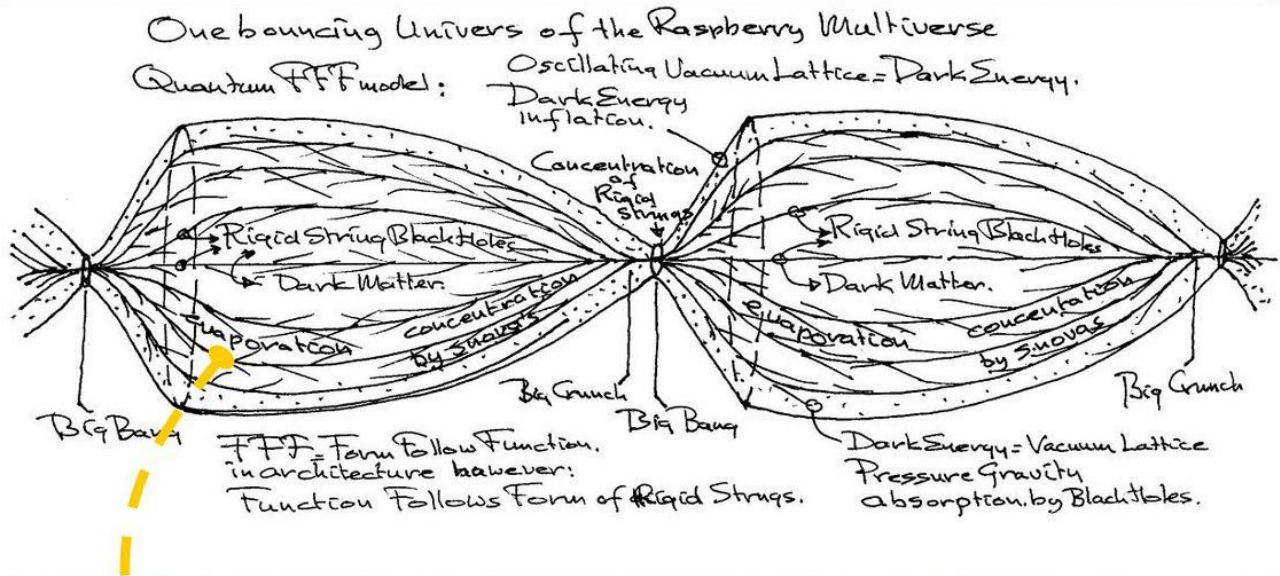 One bouncing Univers of the Raspberry Multiverse
Quantum FFF model:
Oscillating Vacuum Lattice = Dark Energy.
Dark Energy
Inflation.
Concentration
of
Rigid
strings
Rigid String Black Holes
Dark Matter.
Evaporation
concentration
by snova's
Big Bang
Big Crunch
Big Bang
Rigid String Black Holes
Dark Matter.
evaporation
concentation
by snovas
Big Crunch
FFF = Form Follow Function.
in architecture however:
Function Follows Form of Rigid Strngs.
Dark Energy = Vacuum Lattice
Pressure Gravity
absorption by Black Holes.